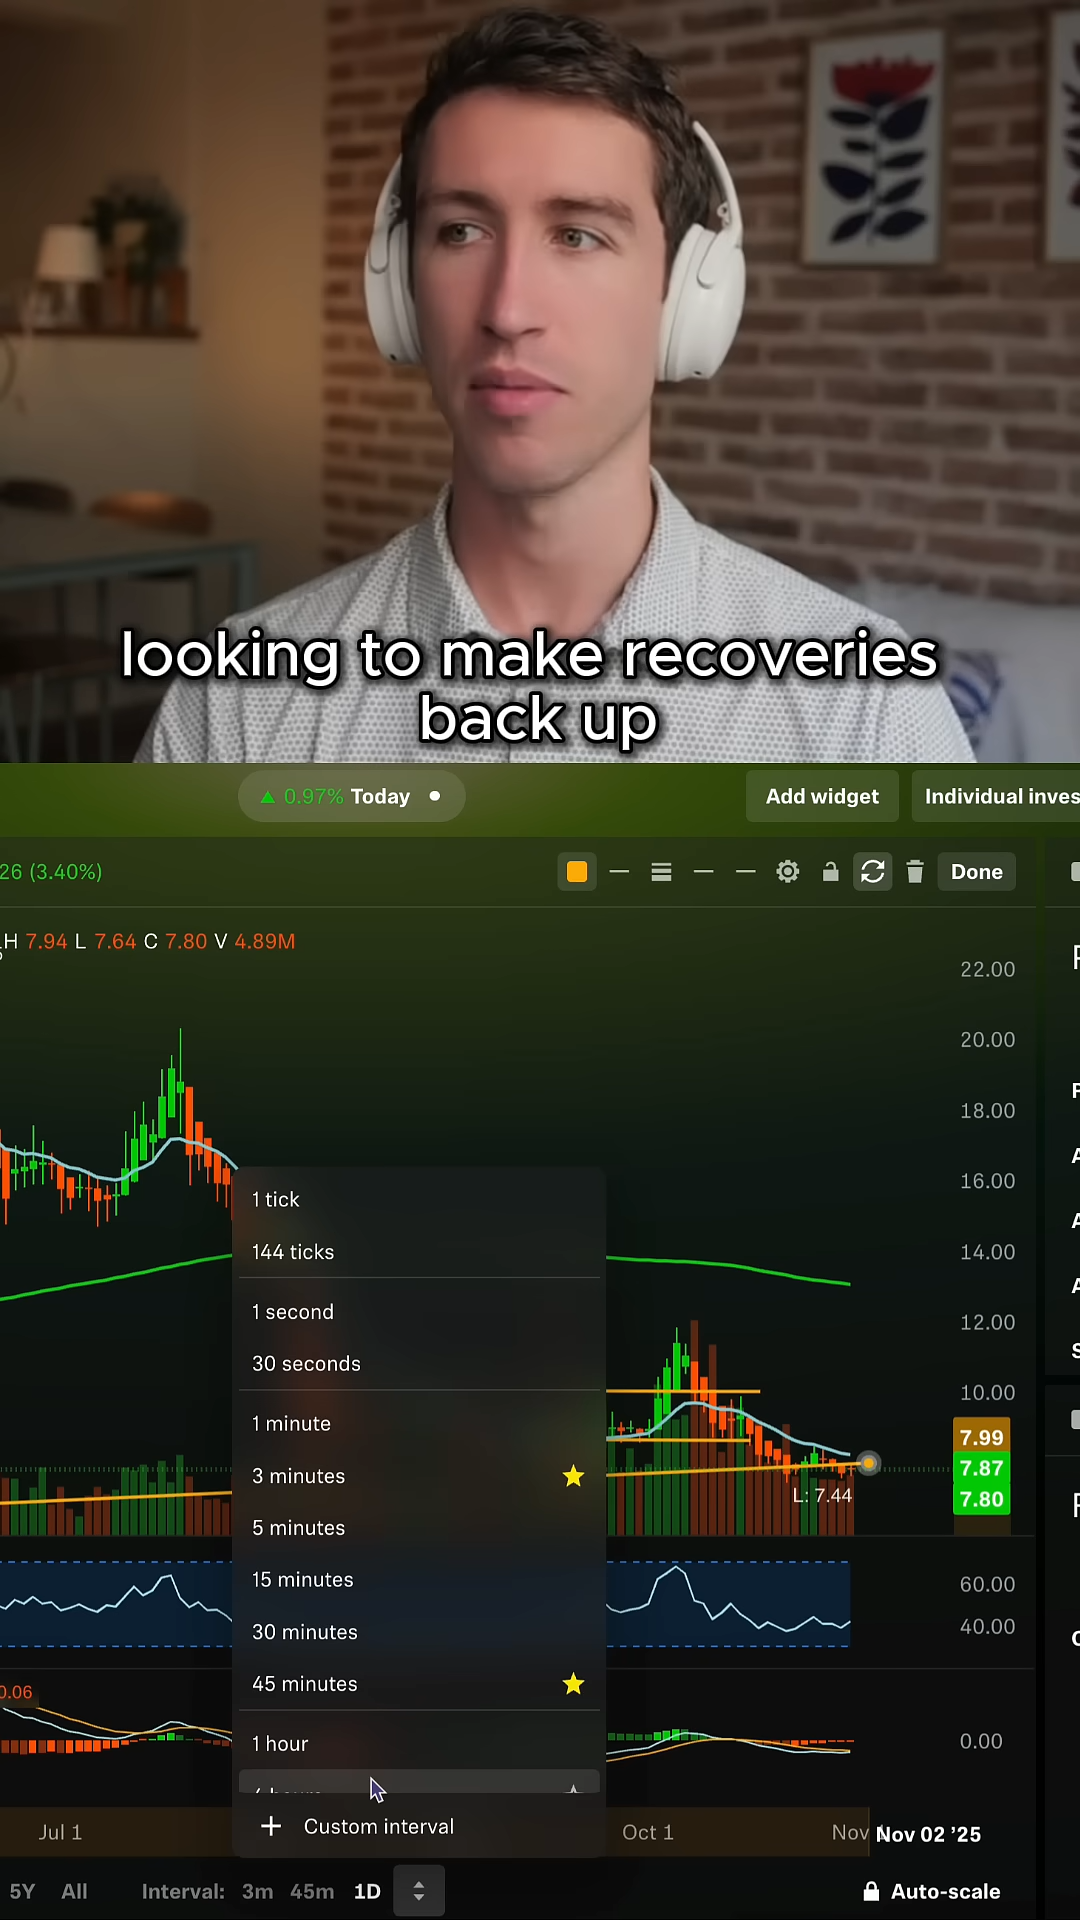 looking to make recoveries
back up
0.97% Today
Add widget
Individual inves
26 (3.40%)
Done
H 7.94 L 7.64 C 7.80 V 4.89M
22.00
20.00
18.00
16.00
14.00
12.00
10.00
7.99
7.87
7.80
L: 7.44
60.00
40.00
0.06
0.00
1 tick
144 ticks
1 second
30 seconds
1 minute
3 minutes
5 minutes
15 minutes
30 minutes
45 minutes
1 hour
+ Custom interval
Jul 1
Oct 1
Nov
Nov 02 '25
5Y All Interval: 3m 45m 1D
Auto-scale